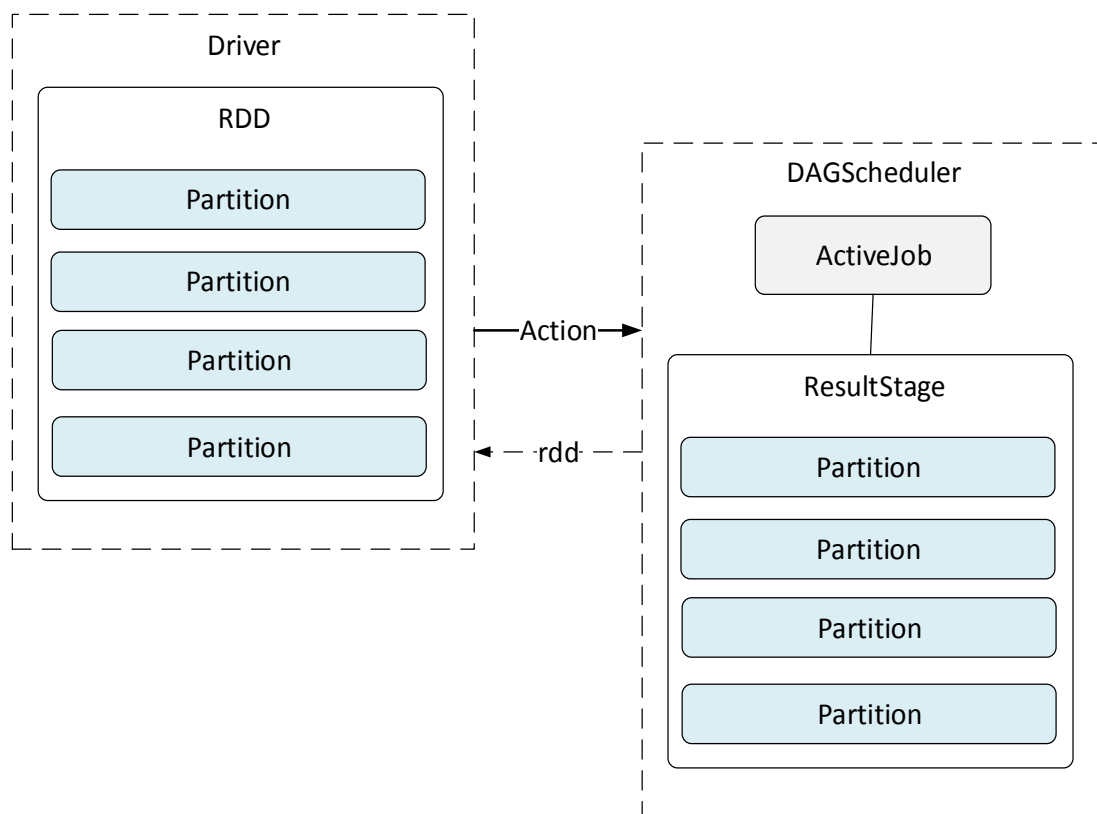 Driver
RDD
Partition
Partition
Partition
Partition
Action
rdd
DAGScheduler
ActiveJob
ResultStage
Partition
Partition
Partition
Partition